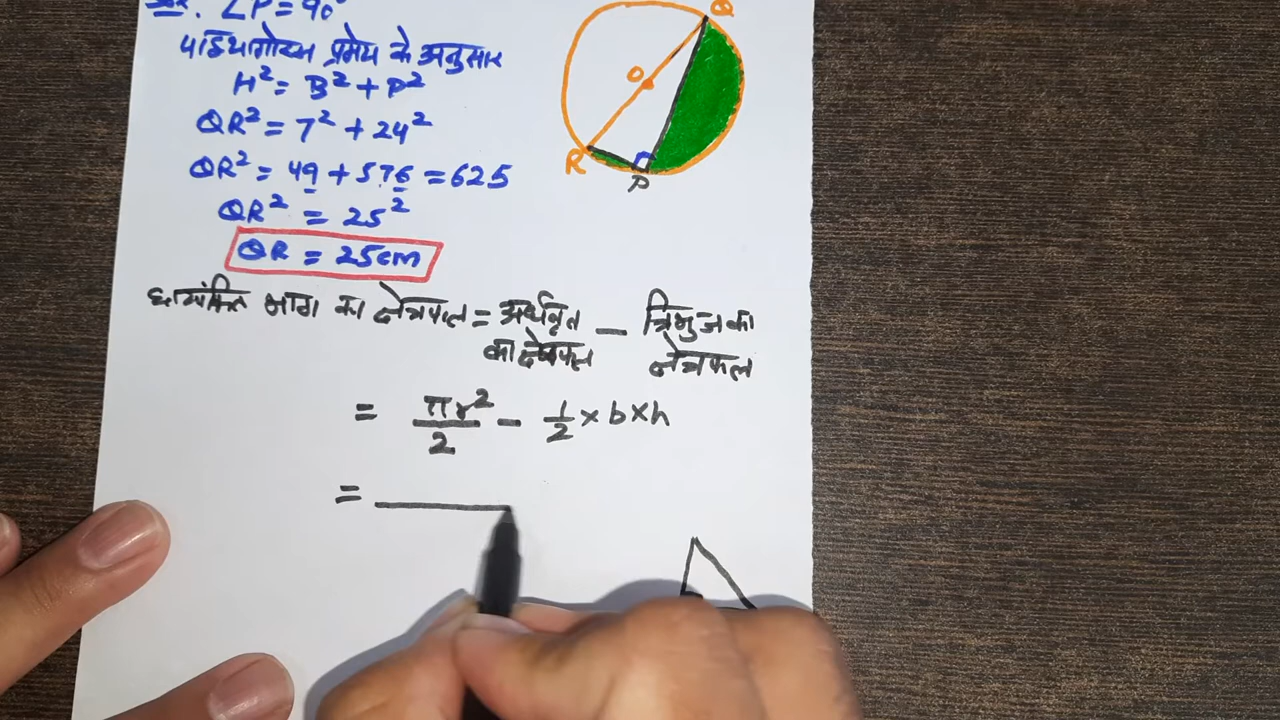 ∠P = 90°
पाइथागोरस प्रमेय के अनुसार
H² = B² + P²
QR² = 7² + 24²
QR² = 49 + 576 = 625
QR² = 25²
QR = 25cm
Q
O
R
P
छायांकित भाग का क्षेत्रफल = अर्धवृत का क्षेत्रफल − त्रिभुज का क्षेत्रफल
= πr²/2 − 1/2 × b × h
=